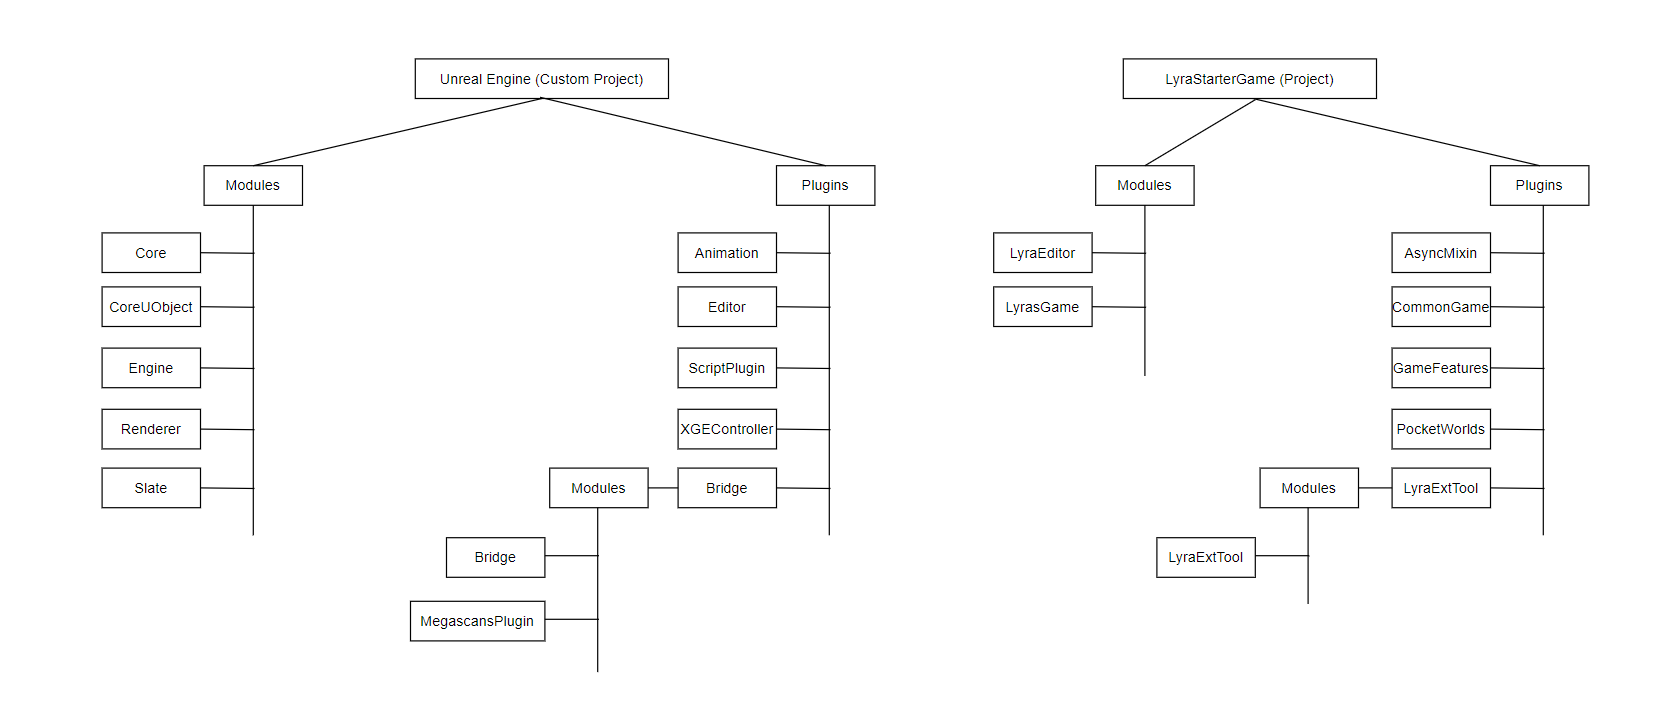 Unreal Engine (Custom Project)
LyraStarterGame (Project)
Modules
Plugins
Modules
Plugins
Core
Animation
LyraEditor
AsyncMixin
CoreUObject
Editor
LyrasGame
CommonGame
Engine
ScriptPlugin
GameFeatures
Renderer
XGEController
PocketWorlds
Slate
Modules
Bridge
Modules
LyraExtTool
Bridge
LyraExtTool
MegascansPlugin